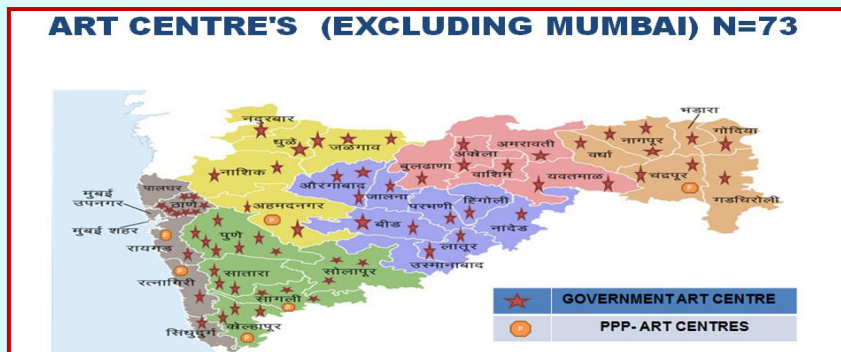 ART CENTRE'S (EXCLUDING MUMBAI) N=73
नंदुरबार
धुळे
जळगाव
नाशिक
बुलढाणा
अकोला
अमरावती
वाशिम
वर्धा
नागपूर
भंडारा
गोंदिया
यवतमाळ
चंद्रपूर
गडचिरोली
औरंगाबाद
जालना
परभणी
हिंगोली
नांदेड
बीड
लातूर
उस्मानाबाद
पालघर
मुंबई
उपनगर
ठाणे
मुंबई शहर
अहमदनगर
पुणे
रायगड
रत्नागिरी
सातारा
सोलापूर
सांगली
सिंधुदुर्ग
कोल्हापूर
GOVERNMENT ART CENTRE
P
PPP- ART CENTRES